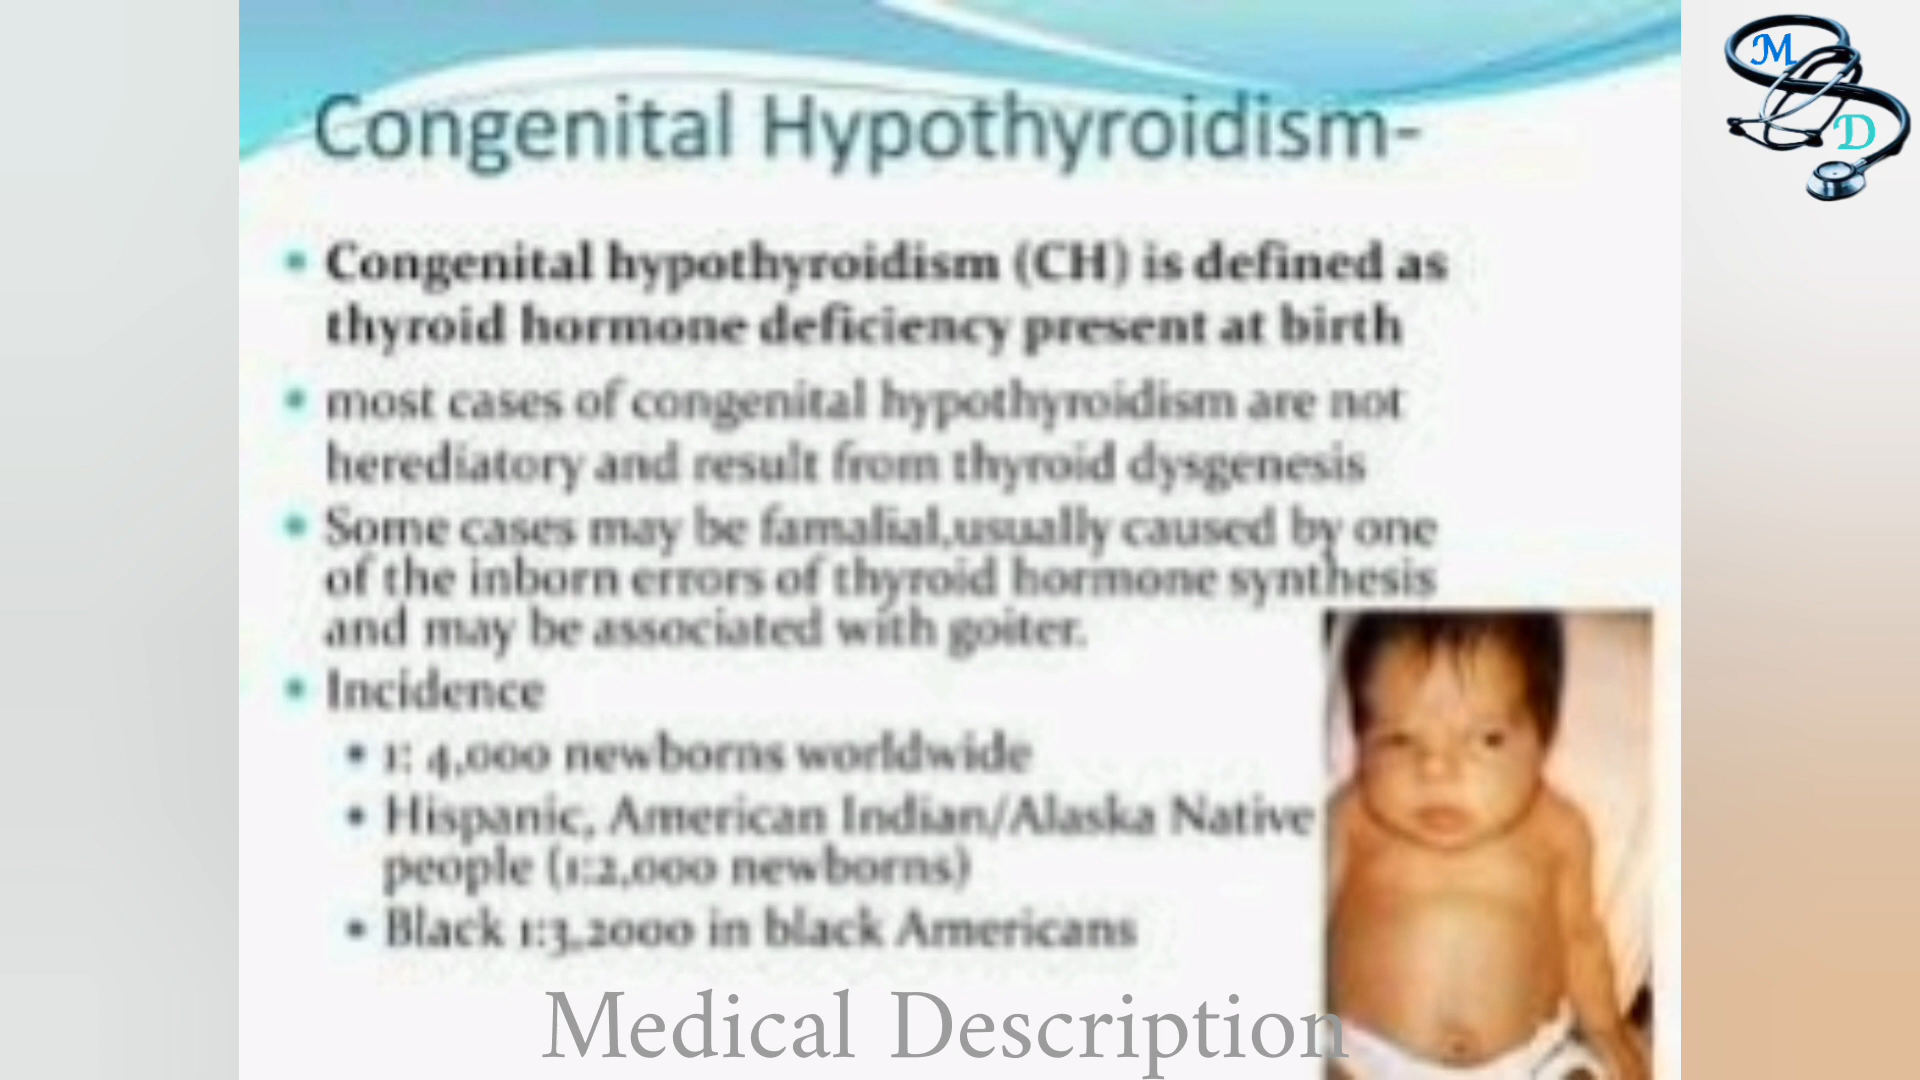 M
D
Congenital Hypothyroidism-
• Congenital hypothyroidism (CH) is defined as
thyroid hormone deficiency present at birth
• most cases of congenital hypothyroidism are not
herediatory and result from thyroid dysgenesis
• Some cases may be famalial,usually caused by one
of the inborn errors of thyroid hormone synthesis
and may be associated with goiter.
• Incidence
• 1: 4,000 newborns worldwide
• Hispanic, American Indian/Alaska Native
people (1:2,000 newborns)
• Black 1:3,2000 in black Americans
Medical Description